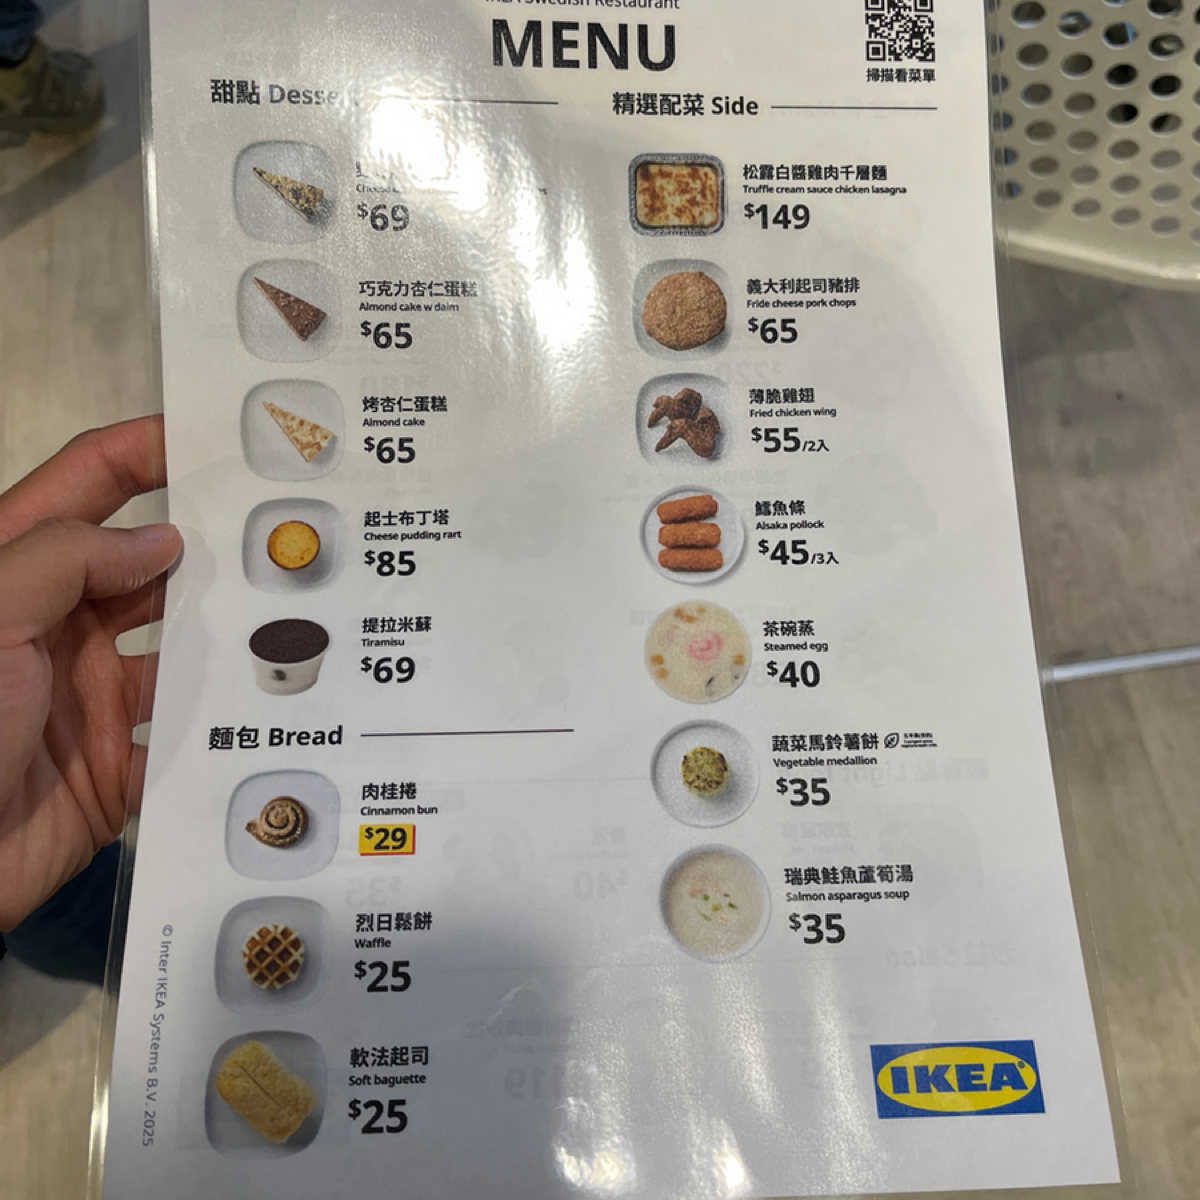 IKEA Swedish Restaurant
MENU
掃描看菜單
甜點 Desse
$69
巧克力杏仁蛋糕
Almond cake w daim
$65
烤杏仁蛋糕
Almond cake
$65
起士布丁塔
Cheese pudding rart
$85
提拉米蘇
Tiramisu
$69
麵包 Bread
肉桂捲
Cinnamon bun
$29
烈日鬆餅
Waffle
$25
軟法起司
Soft baguette
$25
精選配菜 Side
松露白醬雞肉千層麵
Truffle cream sauce chicken lasagna
$149
義大利起司豬排
Fride cheese pork chops
$65
薄脆雞翅
Fried chicken wing
$55/2入
鱈魚條
Alsaka pollock
$45/3入
茶碗蒸
Steamed egg
$40
蔬菜馬鈴薯餅
Vegetable medallion
$35
瑞典鮭魚蘆筍湯
Salmon asparagus soup
$35
© Inter IKEA Systems B.V. 2025
IKEA